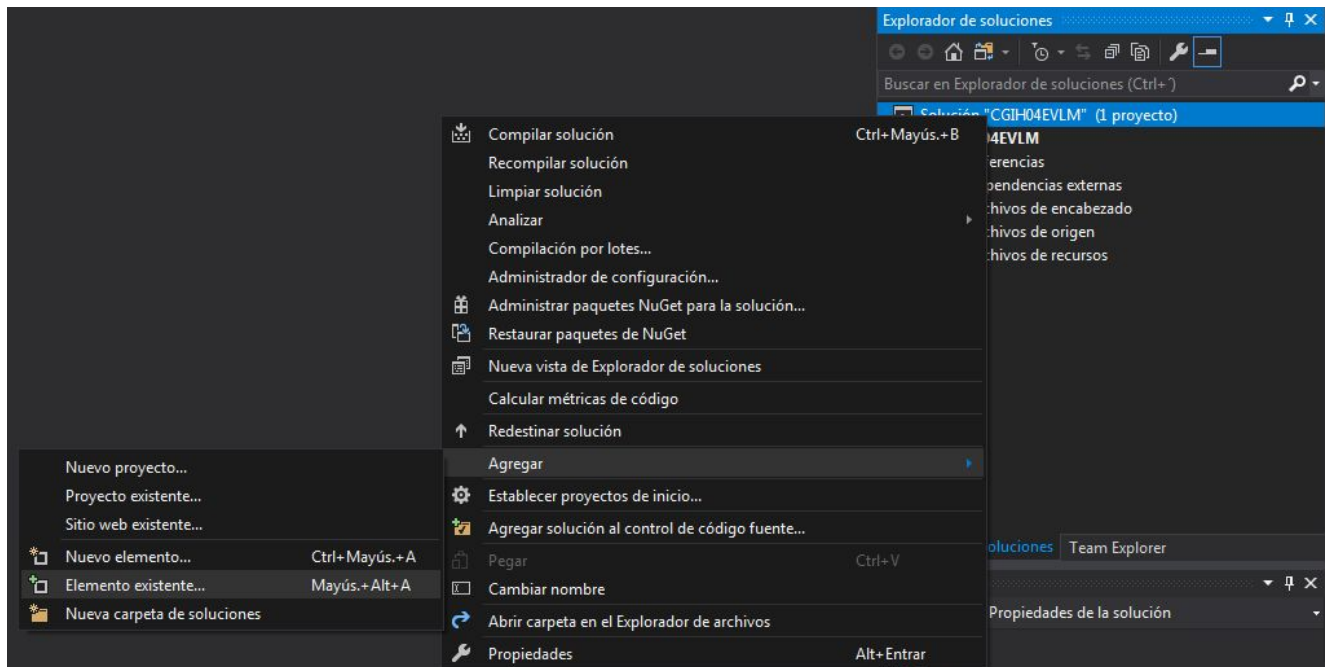 Explorador de soluciones
Buscar en Explorador de soluciones (Ctrl+´)
Solución "CGIH04EVLM" (1 proyecto)
04EVLM
erencias
pendencias externas
chivos de encabezado
chivos de origen
chivos de recursos
Compilar solución Ctrl+Mayús.+B
Recompilar solución
Limpiar solución
Analizar
Compilación por lotes...
Administrador de configuración...
Administrar paquetes NuGet para la solución...
Restaurar paquetes de NuGet
Nueva vista de Explorador de soluciones
Calcular métricas de código
Redestinar solución
Agregar
Establecer proyectos de inicio...
Agregar solución al control de código fuente...
Pegar Ctrl+V
Cambiar nombre
Abrir carpeta en el Explorador de archivos
Propiedades Alt+Entrar
Nuevo proyecto...
Proyecto existente...
Sitio web existente...
Nuevo elemento... Ctrl+Mayús.+A
Elemento existente... Mayús.+Alt+A
Nueva carpeta de soluciones
oluciones Team Explorer
Propiedades de la solución